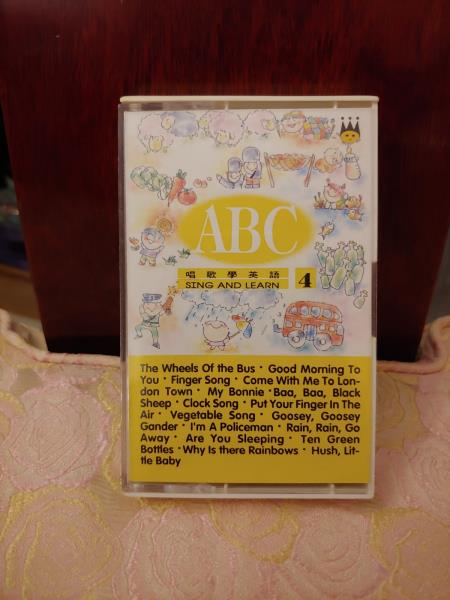 ABC
唱歌學英語
SING AND LEARN 4
The Wheels Of the Bus · Good Morning To
You · Finger Song · Come With Me To Lon-
don Town · My Bonnie · Baa, Baa, Black
Sheep · Clock Song · Put Your Finger In The
Air · Vegetable Song · Goosey, Goosey
Gander · I'm A Policeman · Rain, Rain, Go
Away · Are You Sleeping · Ten Green
Bottles · Why Is there Rainbows · Hush, Lit-
tle Baby